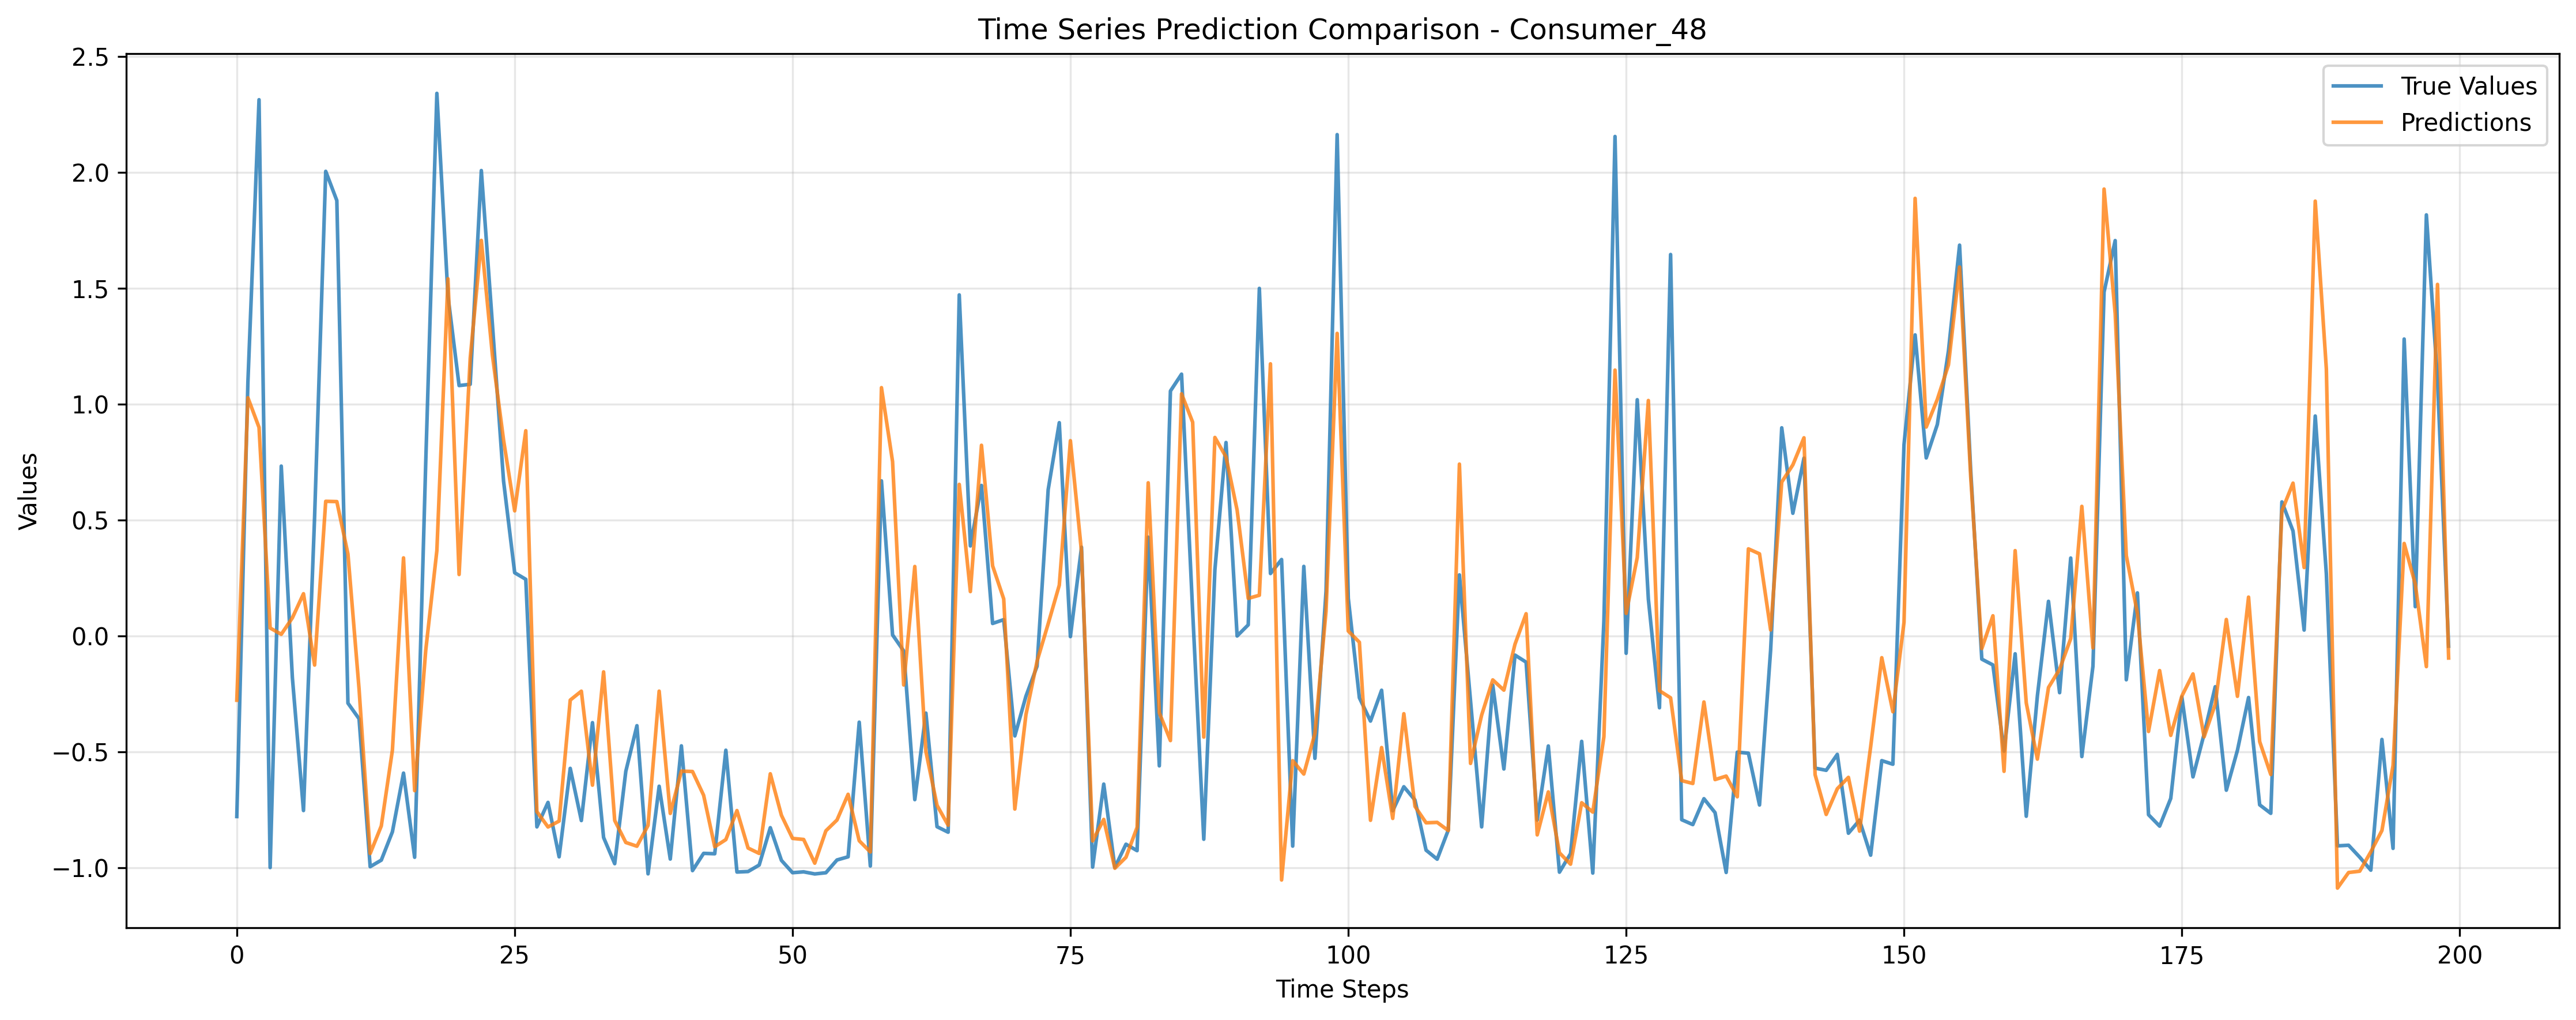 Time Series Prediction Comparison - Consumer_48
True Values
Predictions
Values
2.5
2.0
1.5
1.0
0.5
0.0
−0.5
−1.0
0 25 50 75 100 125 150 175 200
Time Steps